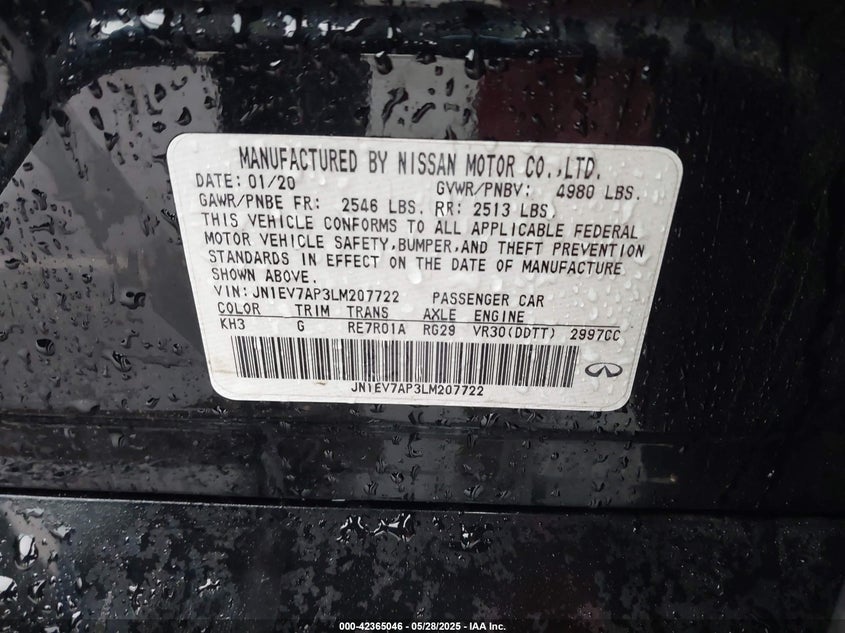 MANUFACTURED BY NISSAN MOTOR CO.,LTD.
DATE: 01/20 GVWR/PNBV: 4980 LBS.
GAWR/PNBE FR: 2546 LBS. RR: 2513 LBS.
THIS VEHICLE CONFORMS TO ALL APPLICABLE FEDERAL
MOTOR VEHICLE SAFETY,BUMPER,AND THEFT PREVENTION
STANDARDS IN EFFECT ON THE DATE OF MANUFACTURE
SHOWN ABOVE.
VIN: JN1EV7AP3LM207722 PASSENGER CAR
COLOR TRIM TRANS AXLE ENGINE
KH3 G RE7R01A RG29 VR30(DDTT) 2997CC
JN1EV7AP3LM207722
000-42365046 - 05/28/2025 - IAA Inc.